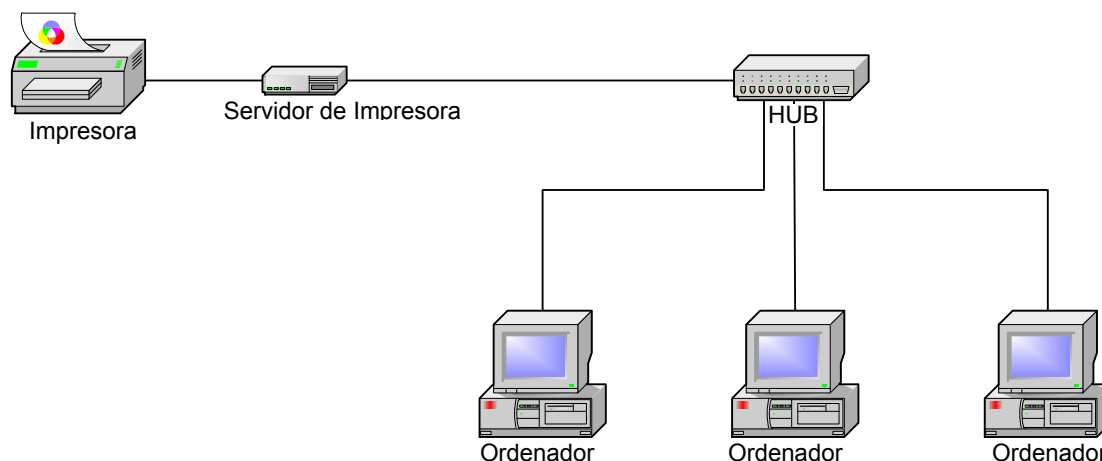 Impresora
Servidor de Impresora
HUB
Ordenador
Ordenador
Ordenador